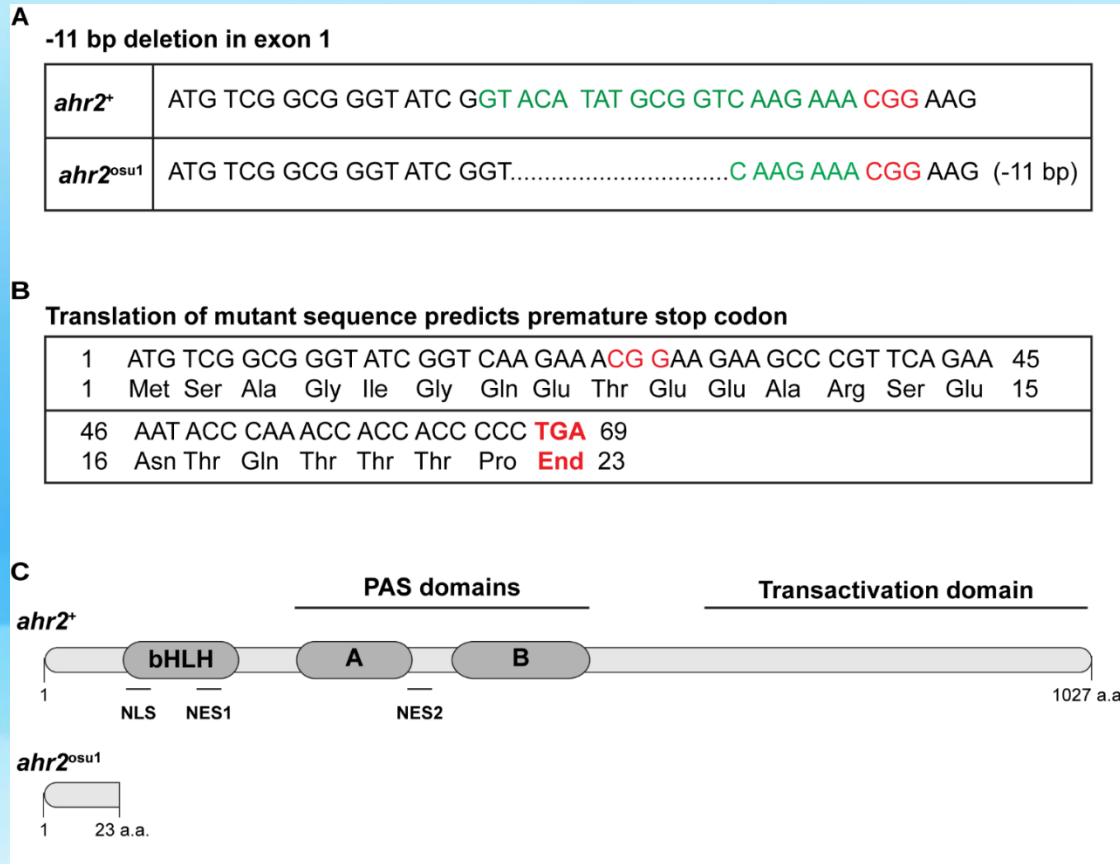 A
-11 bp deletion in exon 1
ahr2+ ATG TCG GCG GGT ATC GGT ACA TAT GCG GTC AAG AAA CGG AAG
ahr2osu1 ATG TCG GCG GGT ATC GGT...............................C AAG AAA CGG AAG (-11 bp)
B
Translation of mutant sequence predicts premature stop codon
1 ATG TCG GCG GGT ATC GGT CAA GAA ACG GAA GAA GCC CGT TCA GAA 45
1 Met Ser Ala Gly Ile Gly Gln Glu Thr Glu Glu Ala Arg Ser Glu 15
46 AAT ACC CAA ACC ACC ACC CCC TGA 69
16 Asn Thr Gln Thr Thr Thr Pro End 23
C
PAS domains Transactivation domain
ahr2+
bHLH A B
1 1027 a.a
NLS NES1 NES2
ahr2osu1
1 23 a.a.